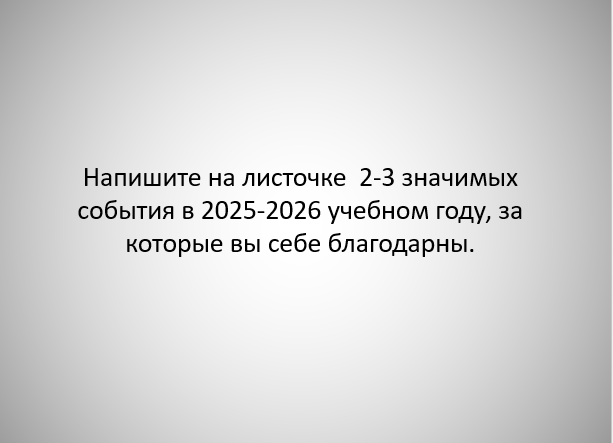 Напишите на листочке  2-3 значимых
события в 2025-2026 учебном году, за
которые вы себе благодарны.